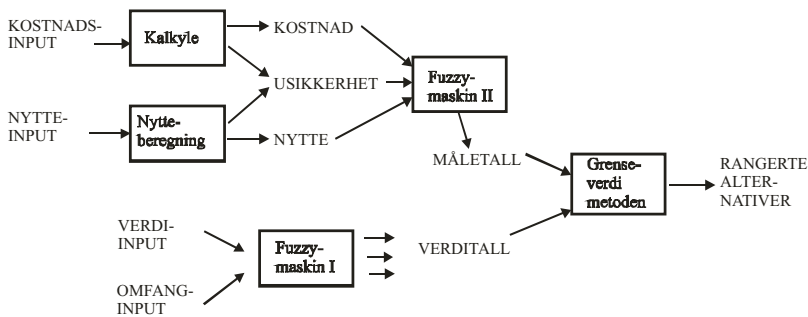 KOSTNADS-
INPUT
Kalkyle
KOSTNAD
USIKKERHET
Fuzzy-
maskin II
NYTTE-
INPUT
Nytte-
beregning
NYTTE
MÅLETALL
Grense-
verdi
metoden
RANGERTE
ALTER-
NATIVER
VERDI-
INPUT
Fuzzy-
maskin I
VERDITALL
OMFANG-
INPUT